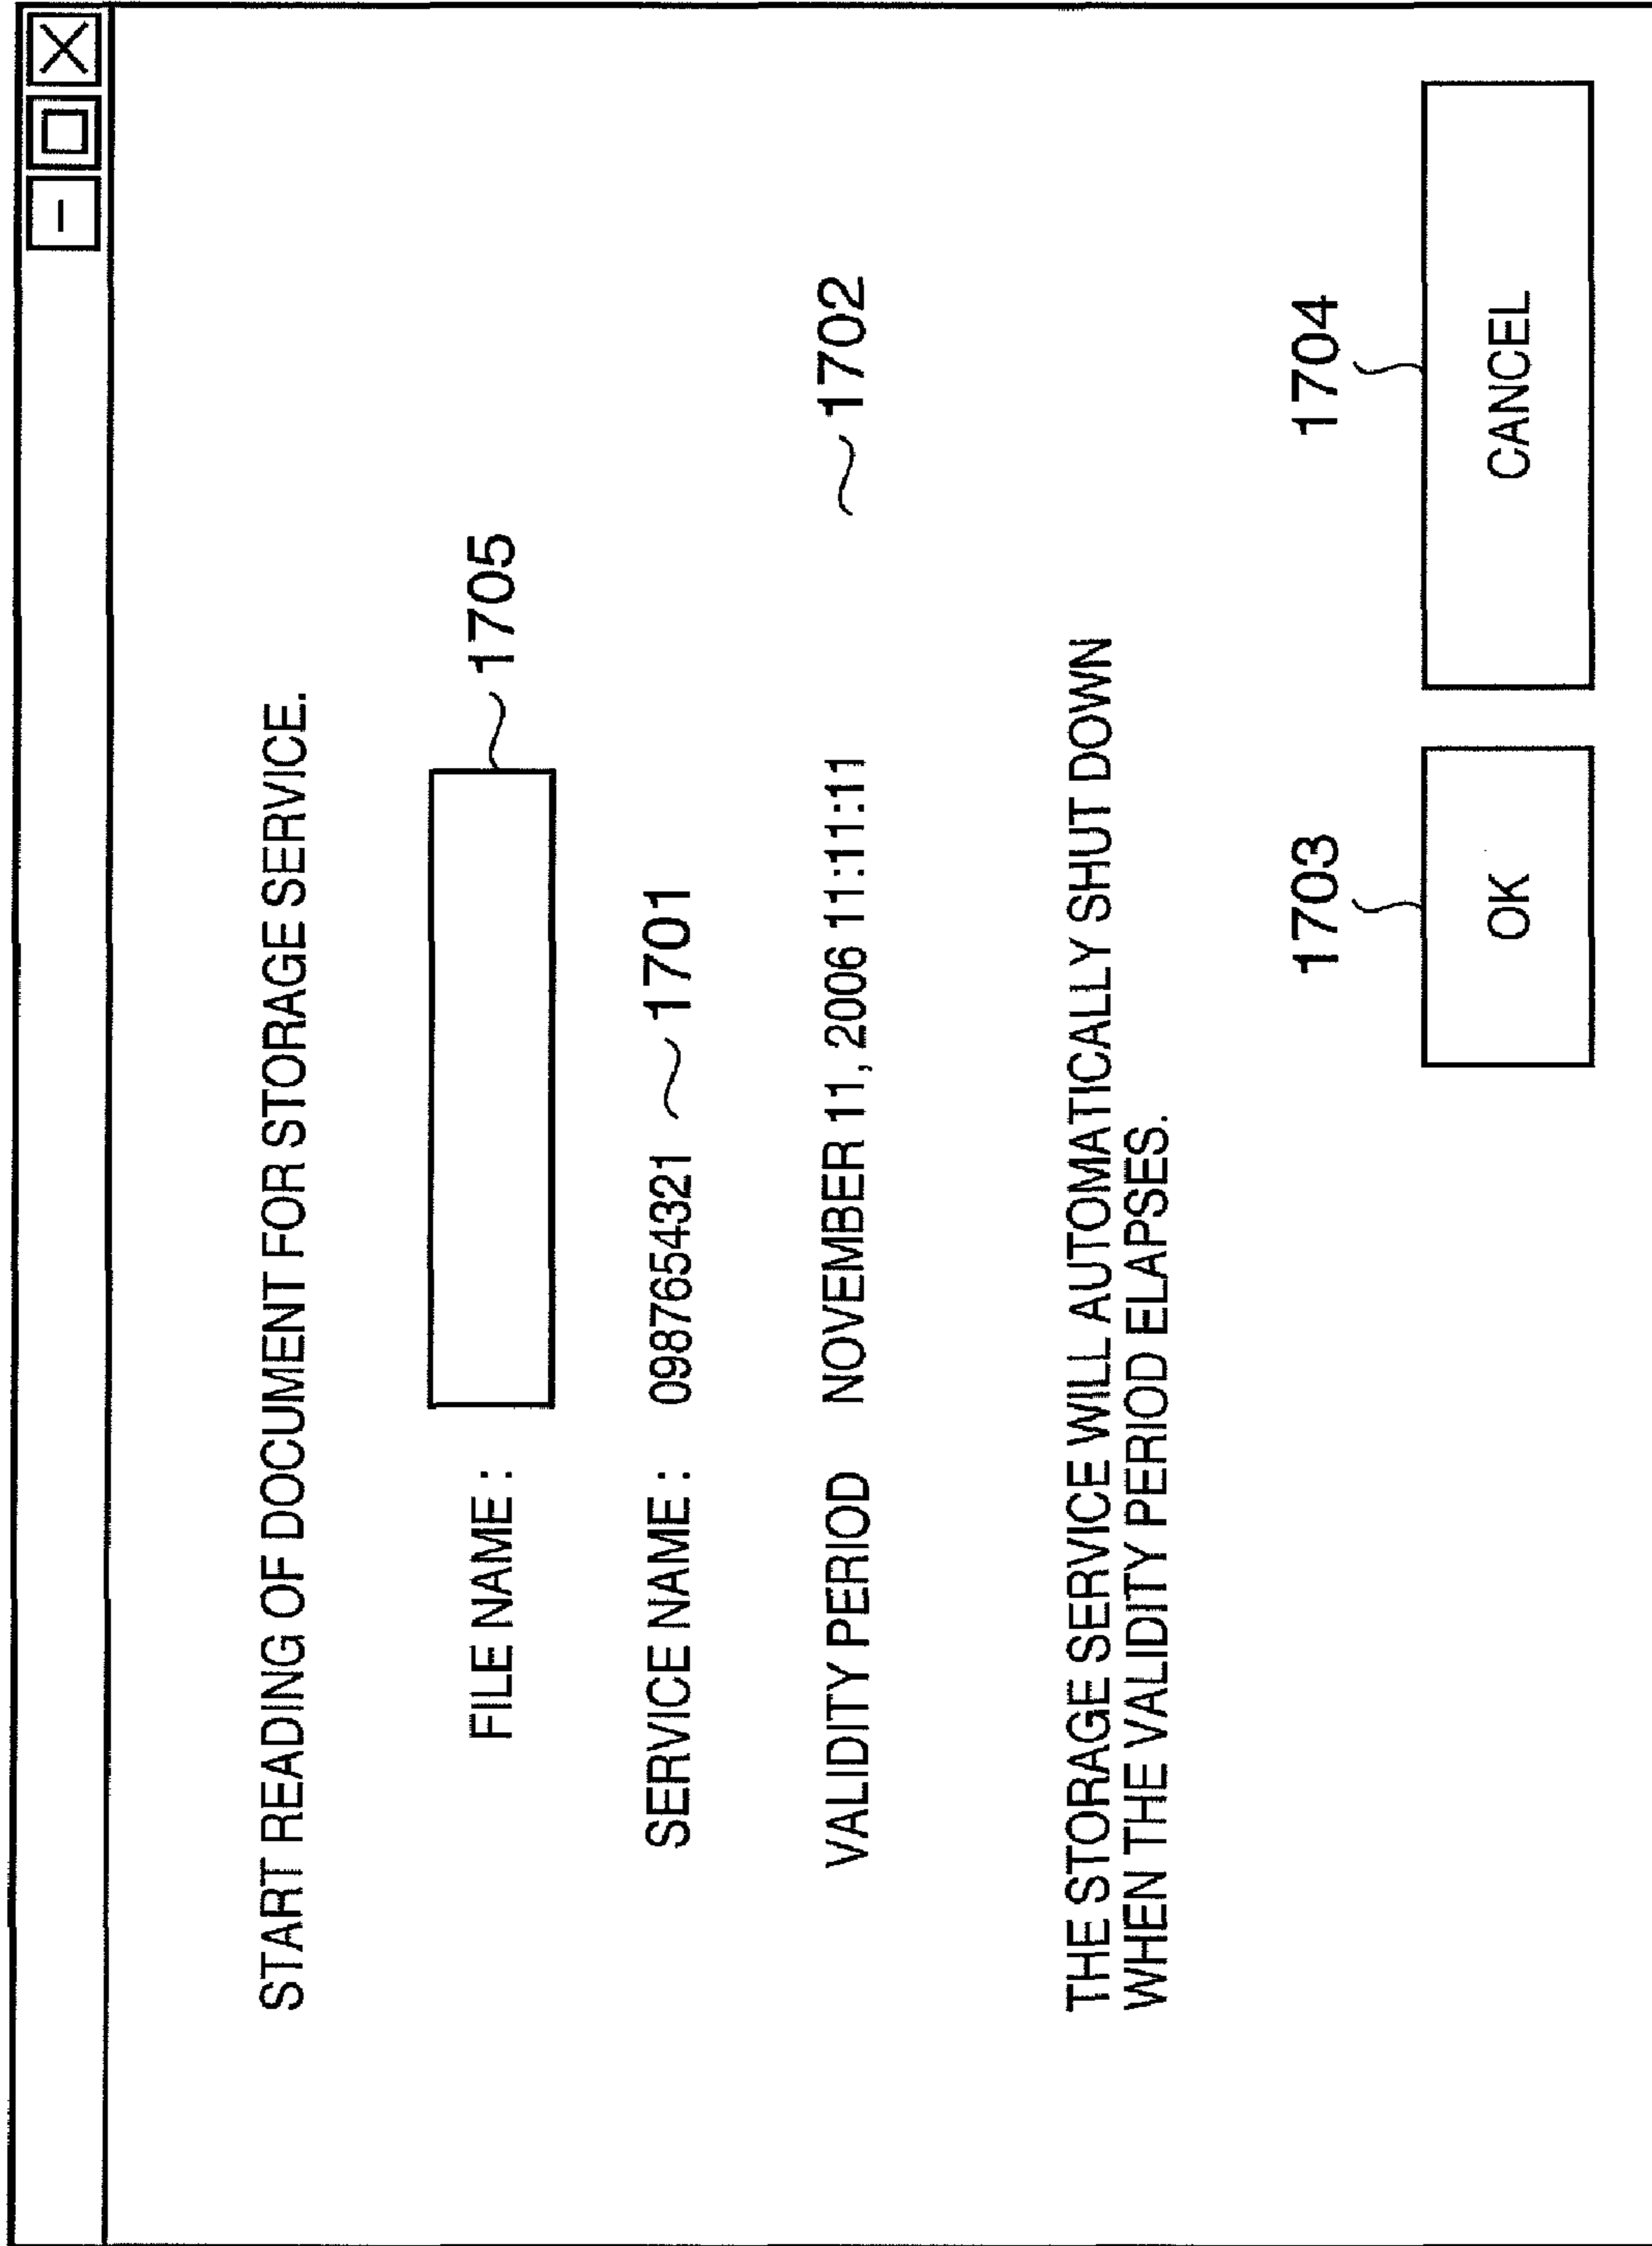 START READING OF DOCUMENT FOR STORAGE SERVICE.
FILE NAME : 1705
SERVICE NAME : 0987654321 1701
VALIDITY PERIOD NOVEMBER 11, 2006 11:11:11 1702
THE STORAGE SERVICE WILL AUTOMATICALLY SHUT DOWN
WHEN THE VALIDITY PERIOD ELAPSES.
1703 1704
OK CANCEL